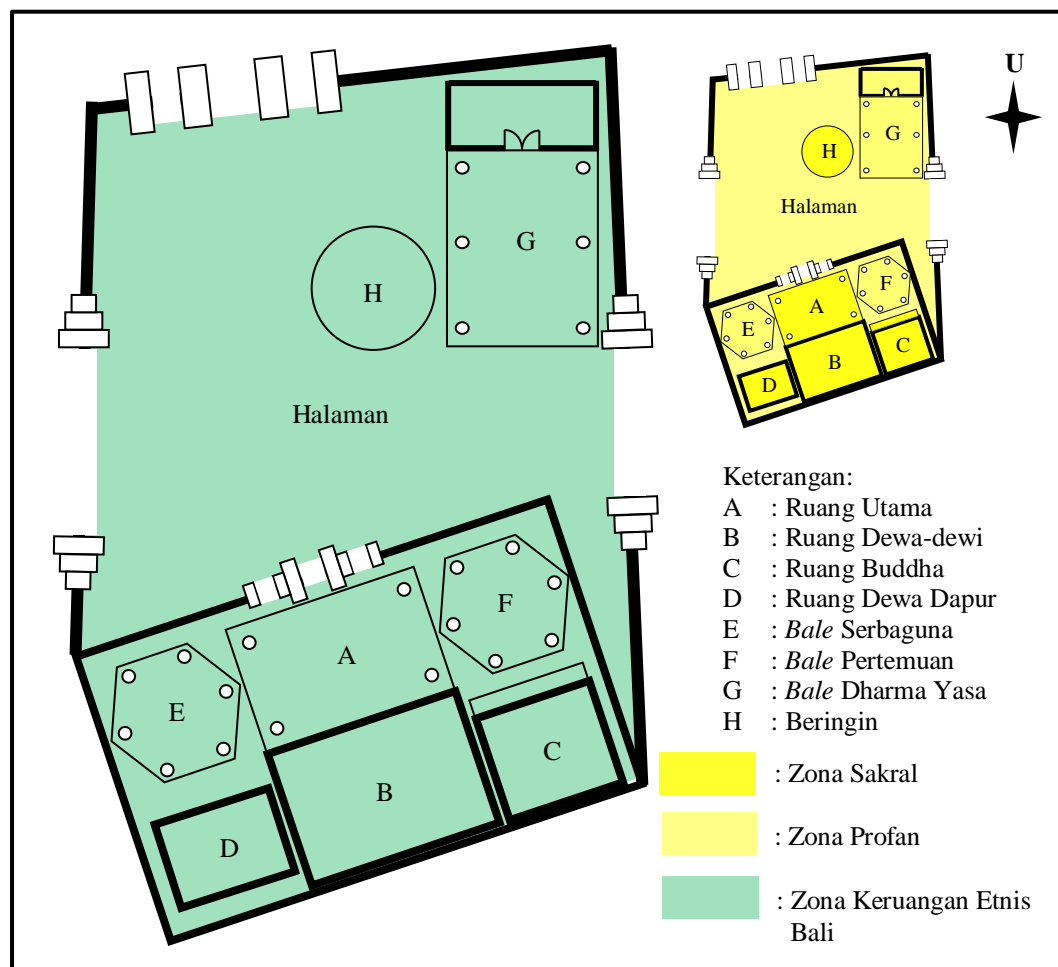 G
H
Halaman
A
F
E
B
C
D
U
G
H
Halaman
F
A
E
C
B
D
Keterangan:
A : Ruang Utama
B : Ruang Dewa-dewi
C : Ruang Buddha
D : Ruang Dewa Dapur
E : Bale Serbaguna
F : Bale Pertemuan
G : Bale Dharma Yasa
H : Beringin
: Zona Sakral
: Zona Profan
: Zona Keruangan Etnis
Bali